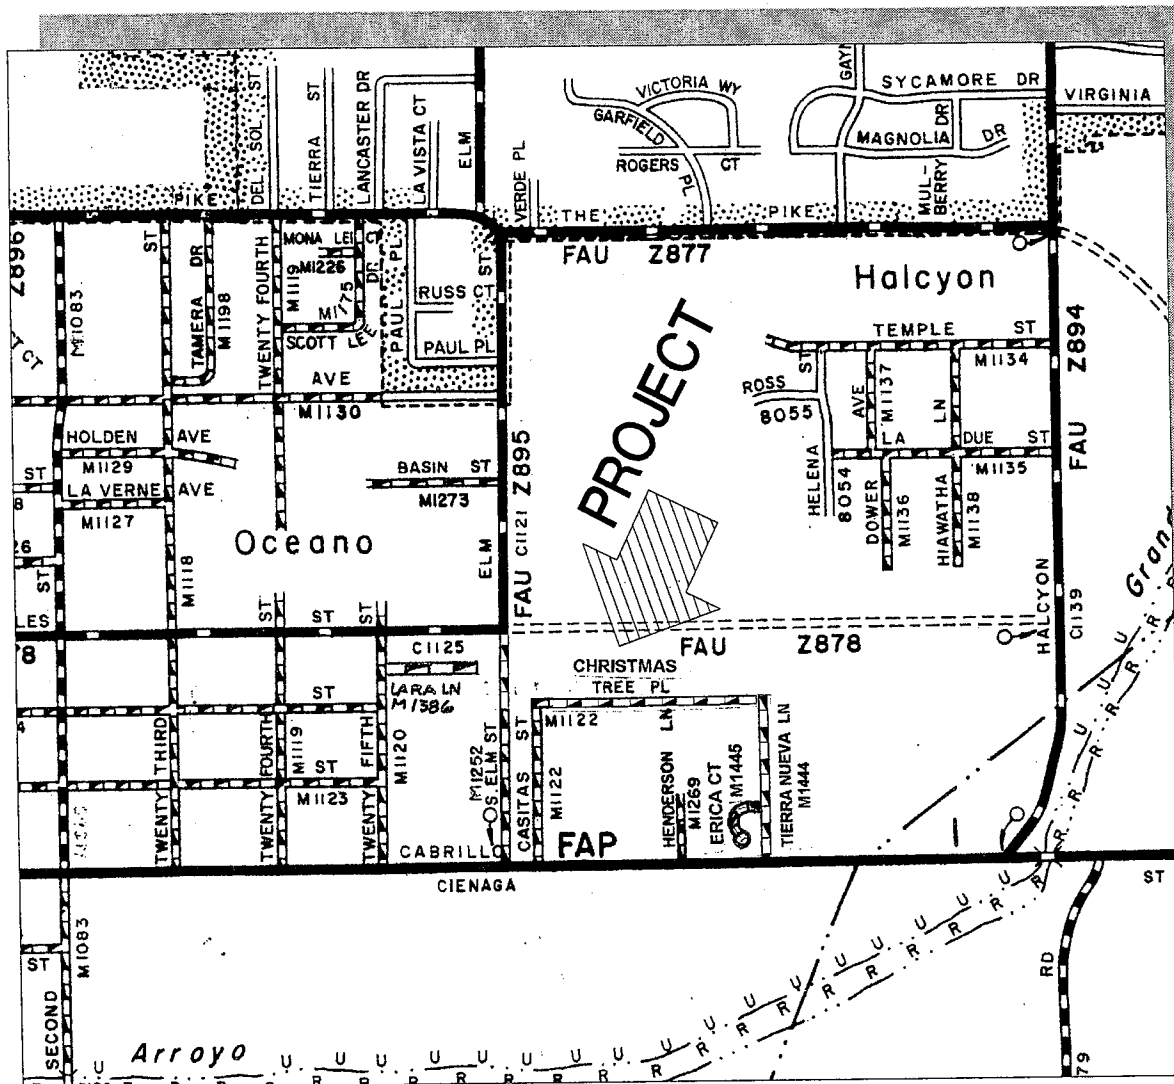 DEL SOL ST
TIERRA ST
LANCASTER DR
LA VISTA CT
ELM
VICTORIA WY
GARFIELD PL
ROGERS CT
VERDE PL
SYCAMORE DR
MAGNOLIA DR
MUL-
BERRY DR
VIRGINIA
PIKE
THE PIKE
FAU Z877
Halcyon
MONA LEI CT
M1226
M1119
M1175
SCOTT LEE DR
PAUL PL
RUSS CT
PAUL PL
ST
TAMERA DR
M1198
TWENTY FOURTH
M1083
AVE
M1130
TEMPLE ST
M1134
Z894
FAU
ROSS ST
8055
AVE
M1137
LN
LA DUE ST
M1135
HELENA
8054
DOWER
M1136
HIAWATHA
M1138
PROJECT
HOLDEN AVE
M1129
LA VERNE AVE
M1127
BASIN ST
M1273
ELM ST
FAU C1121 Z895
Oceano
M1118
ST
ST
HALCYON
C1139
ST
ST
ST
C1125
FAU Z878
LARA LN
M1386
CHRISTMAS
TREE PL
M1122
ST
THIRD
TWENTY
FOURTH
TWENTY
M1119
FIFTH
TWENTY
M1120
ST
M1123
M1252
S. ELM ST
CASITAS ST
M1122
HENDERSON LN
M1269
ERICA CT
M1445
TIERRA NUEVA LN
M1444
CABRILLO
FAP
CIENAGA
ST
M1083
ST
SECOND
RD
Arroyo
79